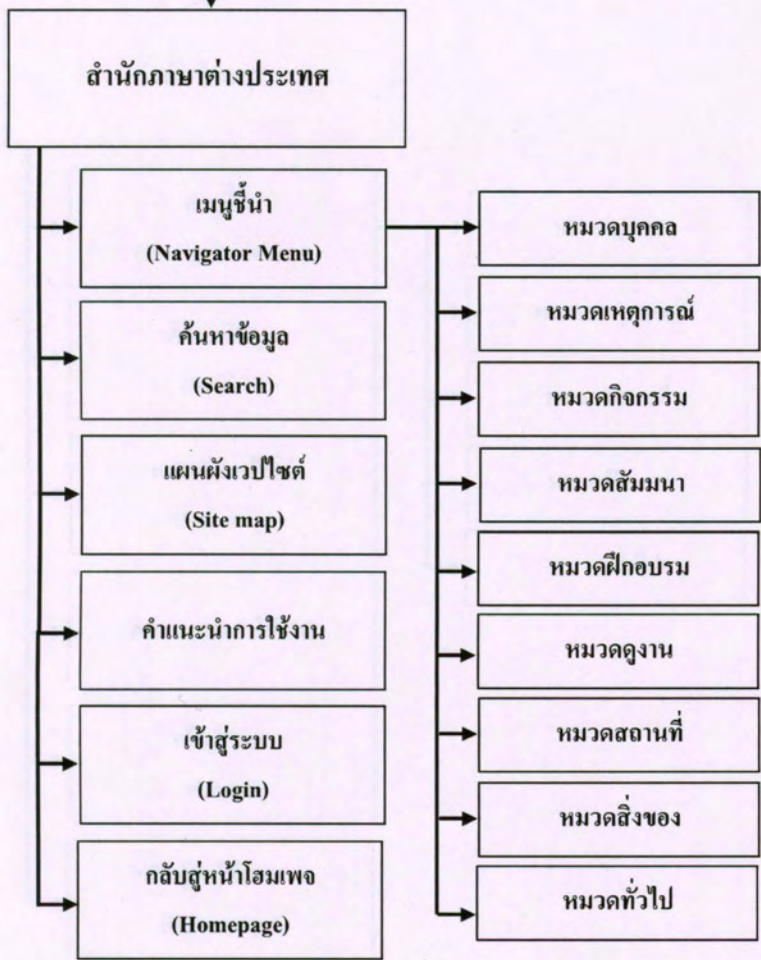 สำนักภาษาต่างประเทศ
เมนูชี้นำ
(Navigator Menu)
ค้นหาข้อมูล
(Search)
แผนผังเวปไซต์
(Site map)
คำแนะนำการใช้งาน
เข้าสู่ระบบ
(Login)
กลับสู่หน้าโฮมเพจ
(Homepage)
หมวดบุคคล
หมวดเหตุการณ์
หมวดกิจกรรม
หมวดสัมมนา
หมวดฝึกอบรม
หมวดดูงาน
หมวดสถานที่
หมวดสิ่งของ
หมวดทั่วไป